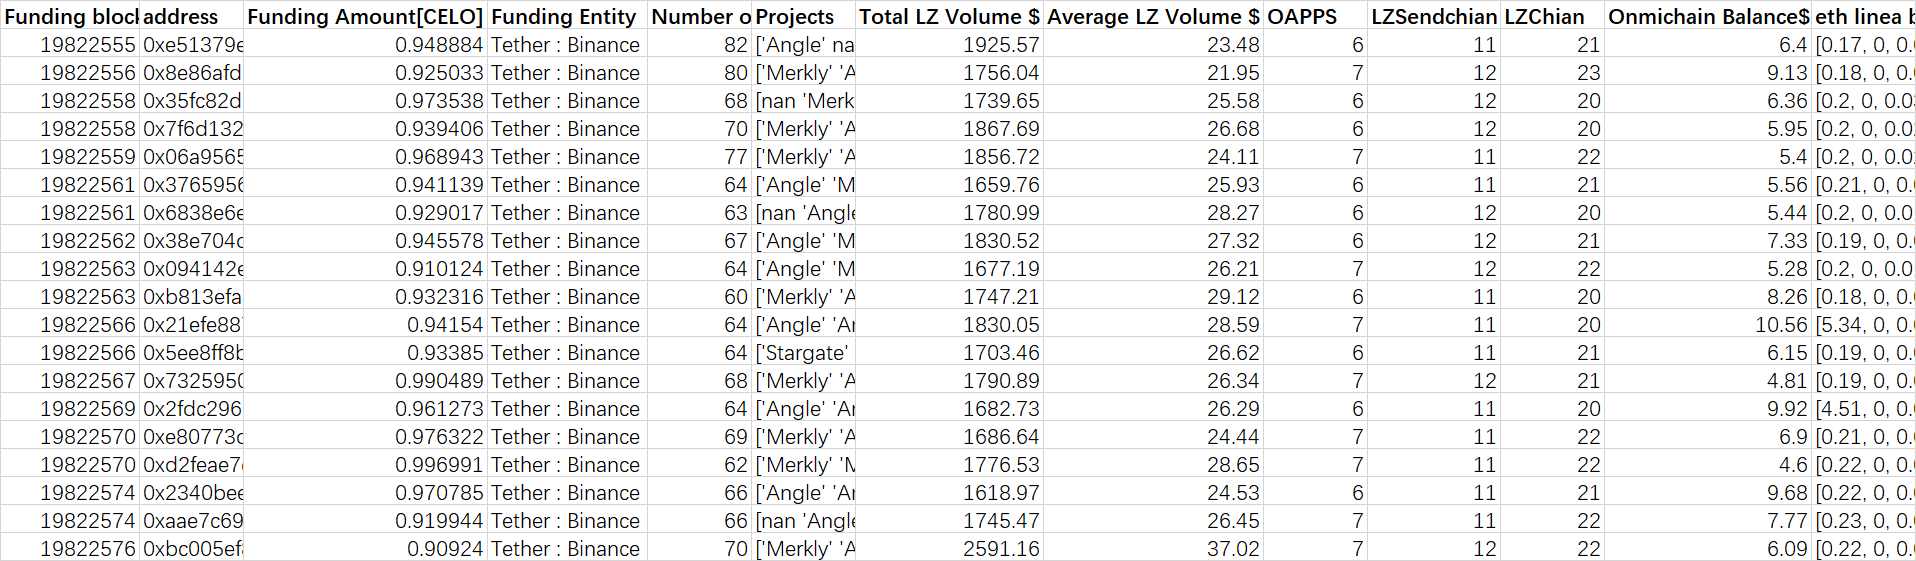 Funding block address Funding Amount[CELO] Funding Entity Number o Projects Total LZ Volume $ Average LZ Volume $ OAPPS LZSendchian LZChian Onmichain Balance$ eth linea b
19822555 0xe51379e 0.948884 Tether : Binance 82 ['Angle' na 1925.57 23.48 6 11 21 6.4 [0.17, 0, 0.0
19822556 0x8e86afd 0.925033 Tether : Binance 80 ['Merkly' 'A 1756.04 21.95 7 12 23 9.13 [0.18, 0, 0.0
19822558 0x35fc82d 0.973538 Tether : Binance 68 [nan 'Merk 1739.65 25.58 6 12 20 6.36 [0.2, 0, 0.03
19822558 0x7f6d132 0.939406 Tether : Binance 70 ['Merkly' 'A 1867.69 26.68 6 12 20 5.95 [0.2, 0, 0.02
19822559 0x06a9565 0.968943 Tether : Binance 77 ['Merkly' 'A 1856.72 24.11 7 11 22 5.4 [0.2, 0, 0.02
19822561 0x3765956 0.941139 Tether : Binance 64 ['Angle' 'M 1659.76 25.93 6 11 21 5.56 [0.21, 0, 0.0
19822561 0x6838e6e 0.929017 Tether : Binance 63 [nan 'Angle 1780.99 28.27 6 12 20 5.44 [0.2, 0, 0.0
19822562 0x38e704c 0.945578 Tether : Binance 67 ['Angle' 'M 1830.52 27.32 6 12 21 7.33 [0.19, 0, 0.0
19822563 0x094142e 0.910124 Tether : Binance 64 ['Angle' 'M 1677.19 26.21 7 12 22 5.28 [0.2, 0, 0.0
19822563 0xb813efa 0.932316 Tether : Binance 60 ['Merkly' 'A 1747.21 29.12 6 11 20 8.26 [0.18, 0, 0.0
19822566 0x21efe887 0.94154 Tether : Binance 64 ['Angle' 'Ar 1830.05 28.59 7 11 20 10.56 [5.34, 0, 0.0
19822566 0x5ee8ff8b 0.93385 Tether : Binance 64 ['Stargate' 1703.46 26.62 6 11 21 6.15 [0.19, 0, 0.0
19822567 0x7325950 0.990489 Tether : Binance 68 ['Merkly' 'A 1790.89 26.34 7 12 21 4.81 [0.19, 0, 0.0
19822569 0x2fdc296 0.961273 Tether : Binance 64 ['Angle' 'Ar 1682.73 26.29 6 11 20 9.92 [4.51, 0, 0.0
19822570 0xe80773c 0.976322 Tether : Binance 69 ['Merkly' 'A 1686.64 24.44 7 11 22 6.9 [0.21, 0, 0.0
19822570 0xd2feae7 0.996991 Tether : Binance 62 ['Merkly' 'M 1776.53 28.65 7 11 22 4.6 [0.22, 0, 0.0
19822574 0x2340bee 0.970785 Tether : Binance 66 ['Angle' 'Ar 1618.97 24.53 6 11 21 9.68 [0.22, 0, 0.0
19822574 0xaae7c69 0.919944 Tether : Binance 66 [nan 'Angle 1745.47 26.45 7 11 22 7.77 [0.23, 0, 0.0
19822576 0xbc005ef 0.90924 Tether : Binance 70 ['Merkly' 'A 2591.16 37.02 7 12 22 6.09 [0.22, 0, 0.0